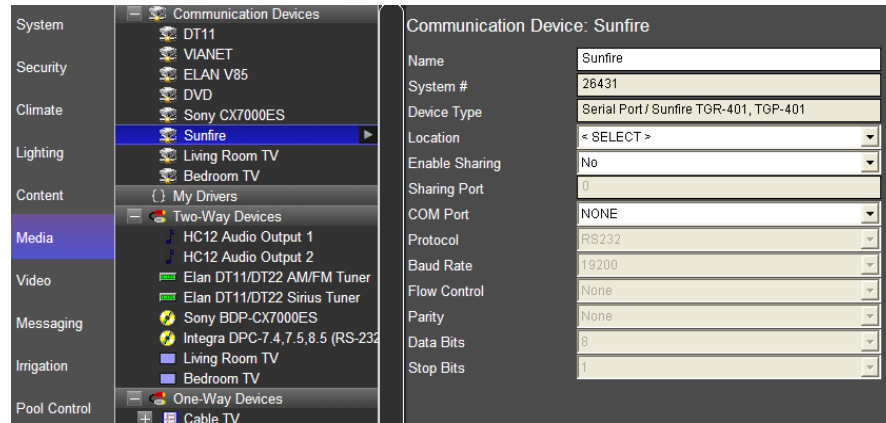 System
Security
Climate
Lighting
Content
Media
Video
Messaging
Irrigation
Pool Control
Communication Devices
DT11
VIANET
ELAN V85
DVD
Sony CX7000ES
Sunfire
Living Room TV
Bedroom TV
{} My Drivers
Two-Way Devices
HC12 Audio Output 1
HC12 Audio Output 2
Elan DT11/DT22 AM/FM Tuner
Elan DT11/DT22 Sirius Tuner
Sony BDP-CX7000ES
Integra DPC-7.4,7.5,8.5 (RS-232
Living Room TV
Bedroom TV
One-Way Devices
Cable TV
Communication Device: Sunfire
Name Sunfire
System # 26431
Device Type Serial Port / Sunfire TGR-401, TGP-401
Location < SELECT >
Enable Sharing No
Sharing Port 0
COM Port NONE
Protocol RS232
Baud Rate 19200
Flow Control None
Parity None
Data Bits 8
Stop Bits 1